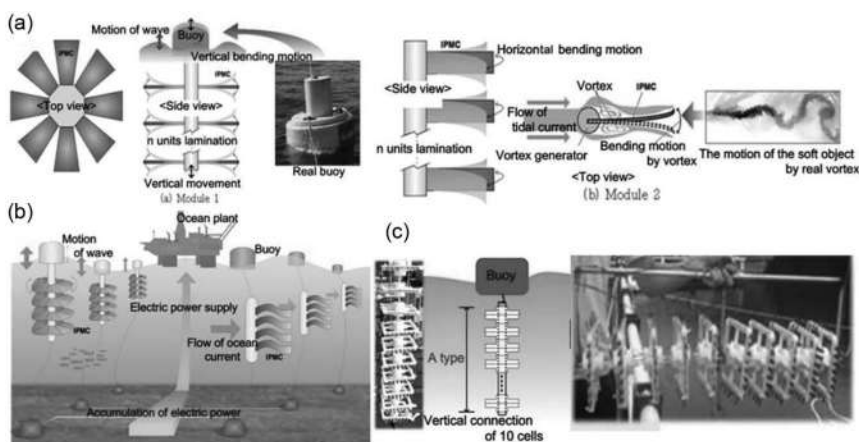 (a)
Motion of wave
Buoy
IPMC
Vertical bending motion
<Top view>
IPMC
<Side view>
n units lamination
Vertical movement
Real buoy
(a) Module 1
IPMC
Horizontal bending motion
<Side view>
Vortex
IPMC
Flow of
tidal current
n units lamination
Vortex generator
Bending motion
by vortex
<Top view>
The motion of the soft object
by real vortex
(b) Module 2
(b)
Ocean
plant
Motion
of wave
Buoy
Electric power supply
IPMC
Flow of ocean
current
IPMC
Accumulation of electric power
(c)
Buoy
A type
Vertical connection
of 10 cells